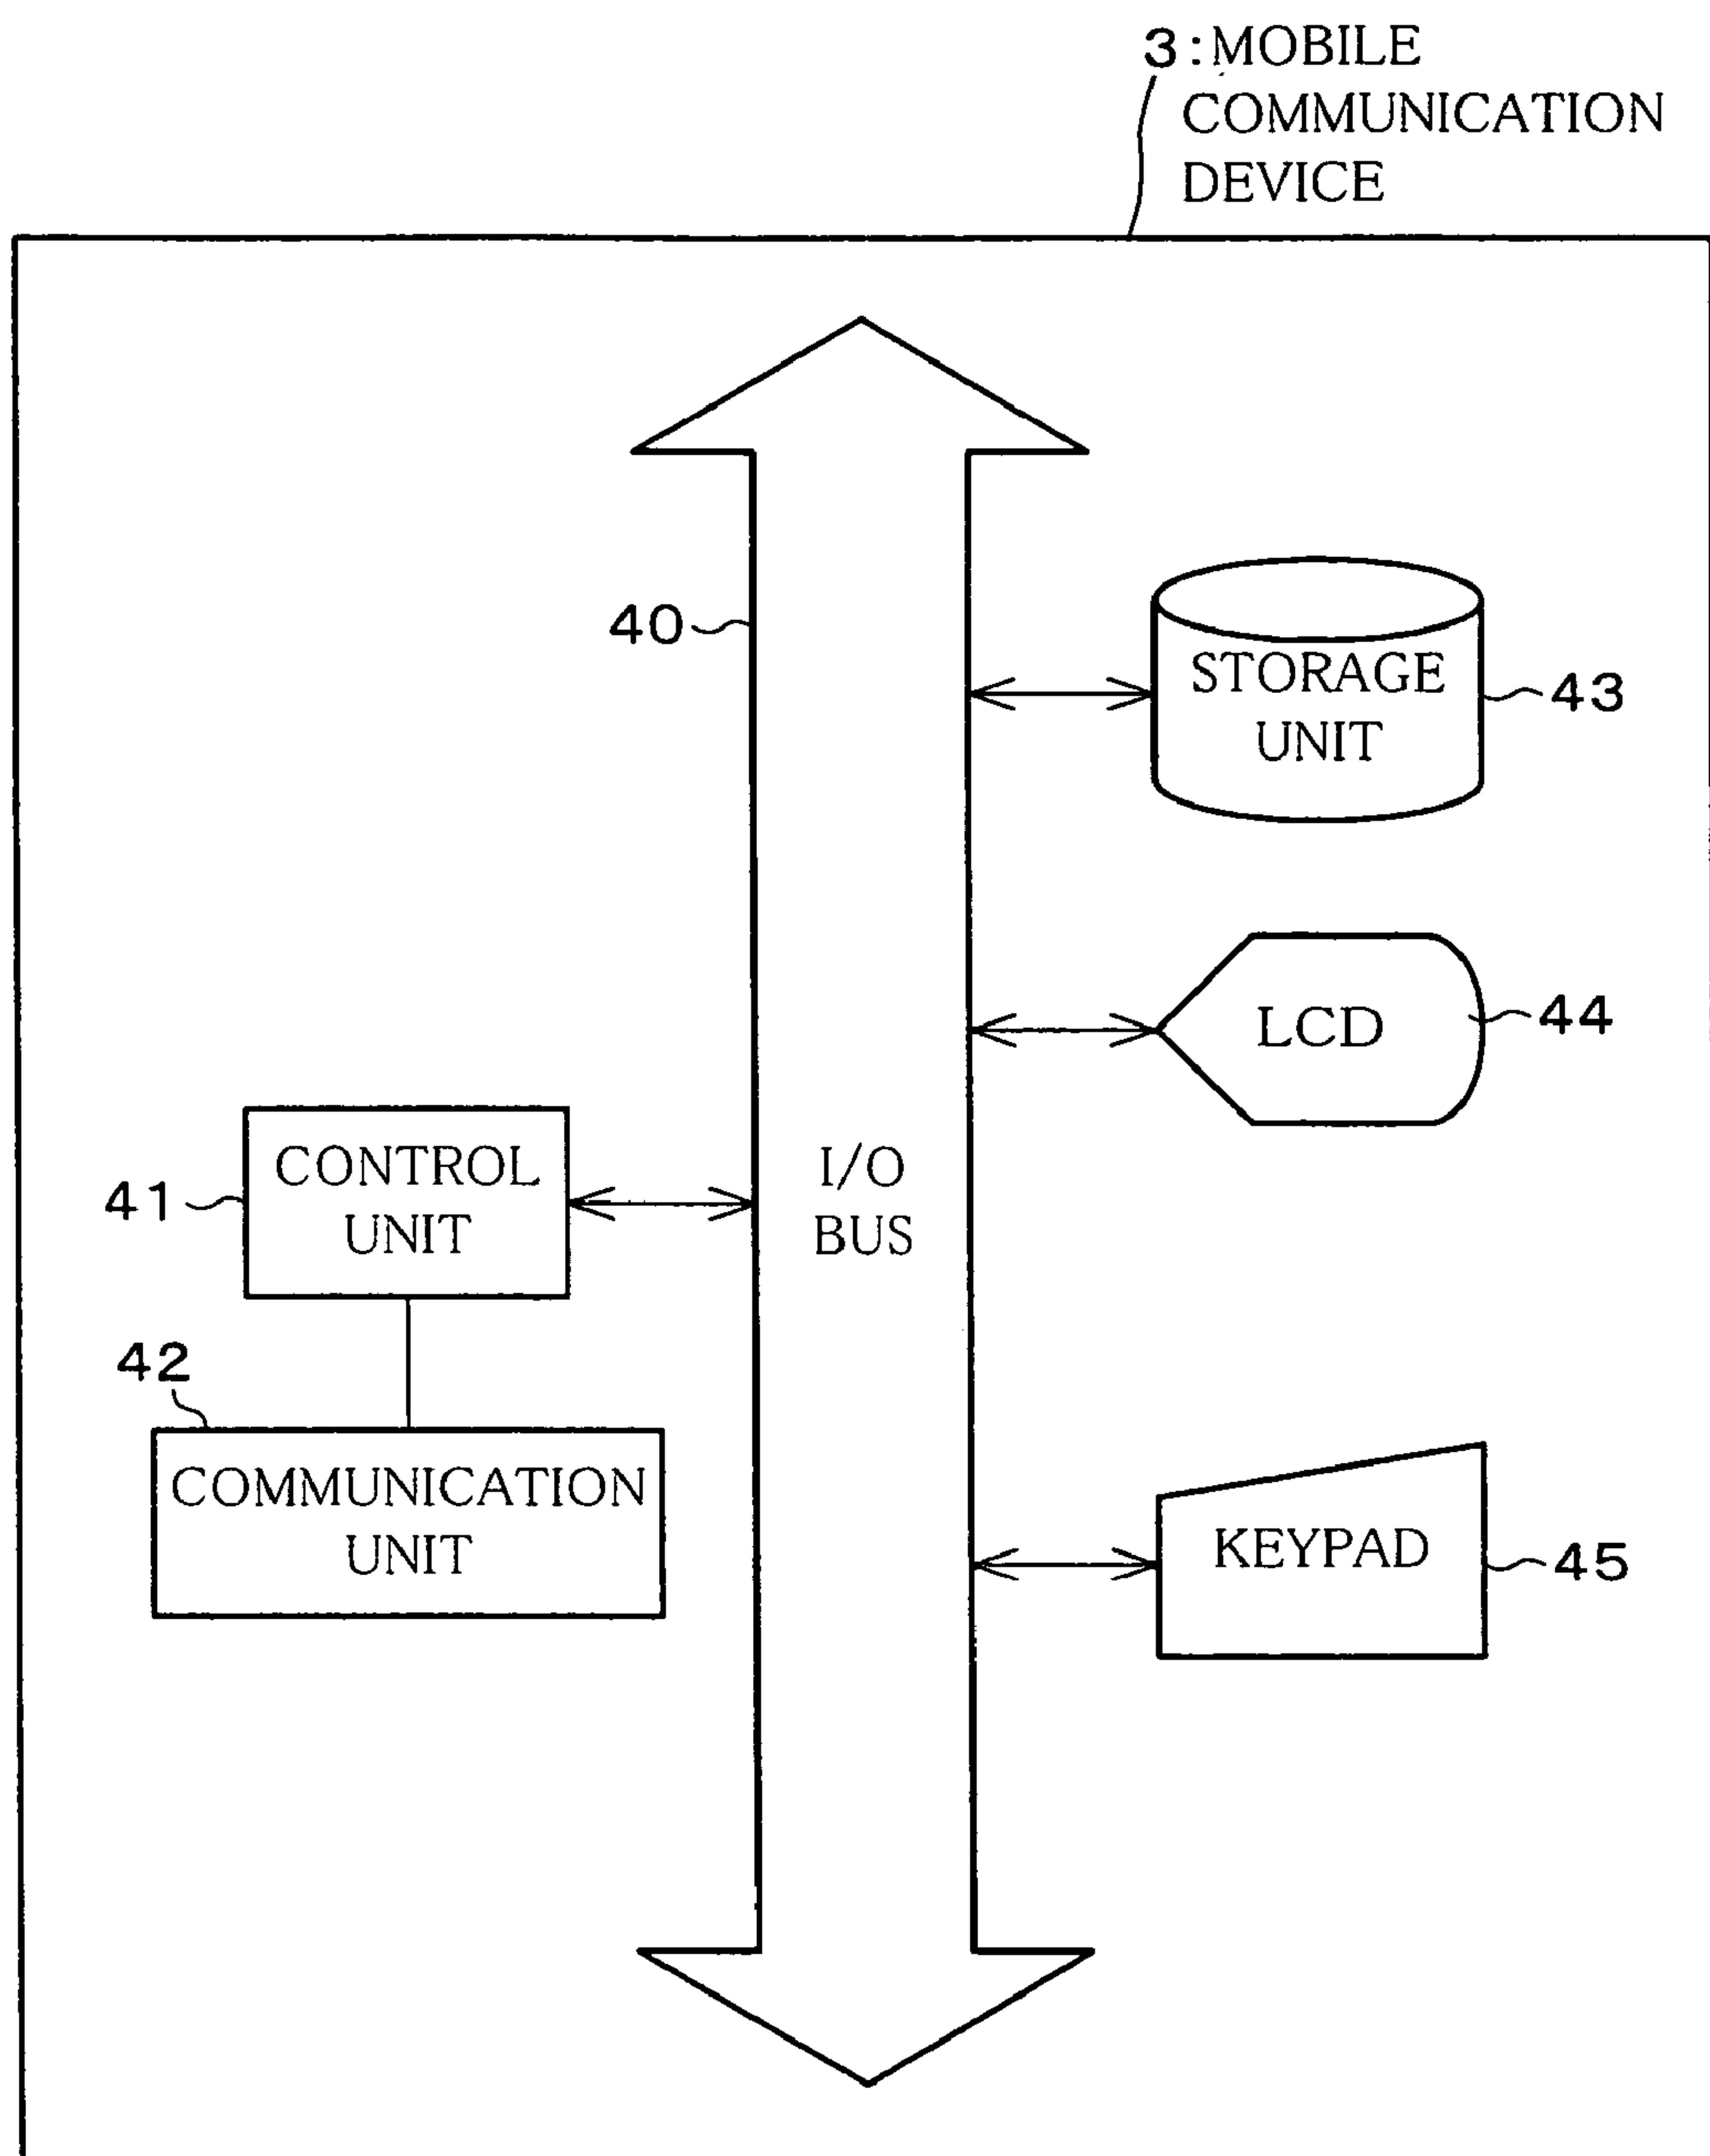 3:MOBILE
COMMUNICATION
DEVICE
40
STORAGE
UNIT
43
LCD
44
CONTROL
UNIT
41
I/O
BUS
42
COMMUNICATION
UNIT
KEYPAD
45